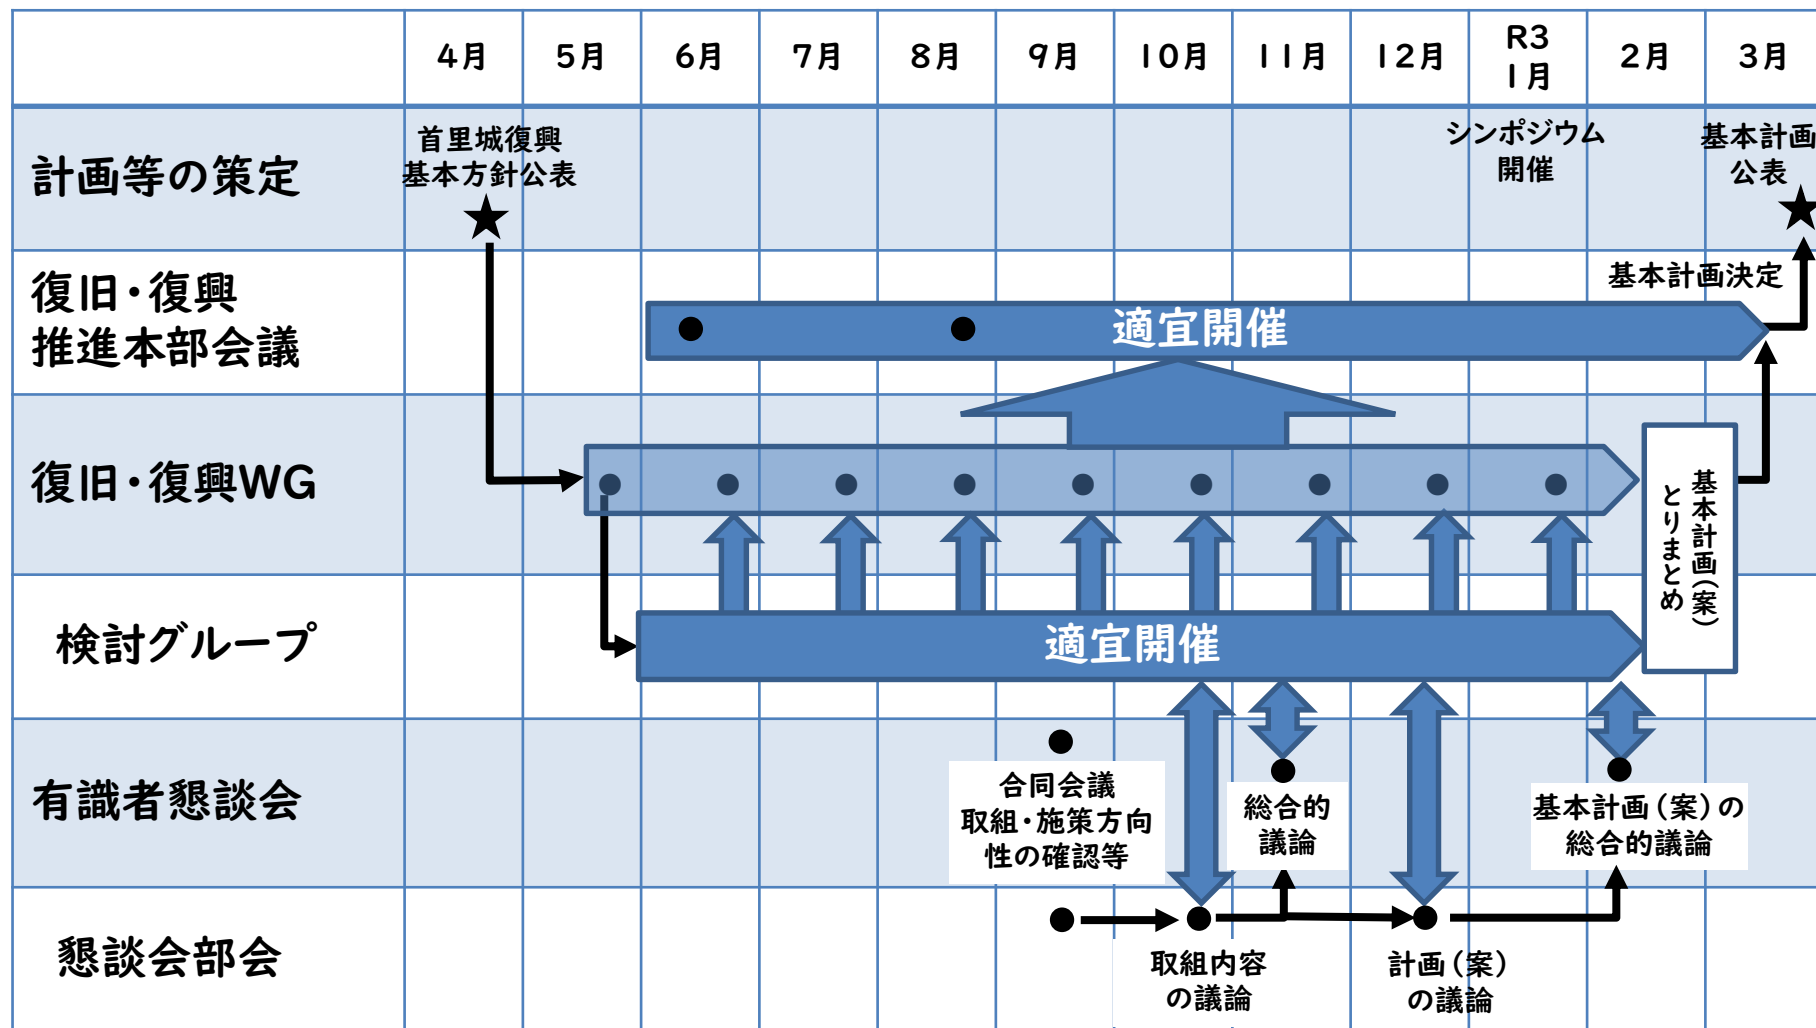 4月
5月
6月
7月
8月
9月
10月
11月
12月
R3
1月
2月
3月
計画等の策定
首里城復興
基本方針公表
シンポジウム
開催
基本計画
公表
復旧・復興
推進本部会議
適宜開催
基本計画決定
復旧・復興WG
基本計画(案)
とりまとめ
検討グループ
適宜開催
有識者懇談会
合同会議
取組・施策方向
性の確認等
総合的
議論
基本計画(案)の
総合的議論
懇談会部会
取組内容
の議論
計画(案)
の議論